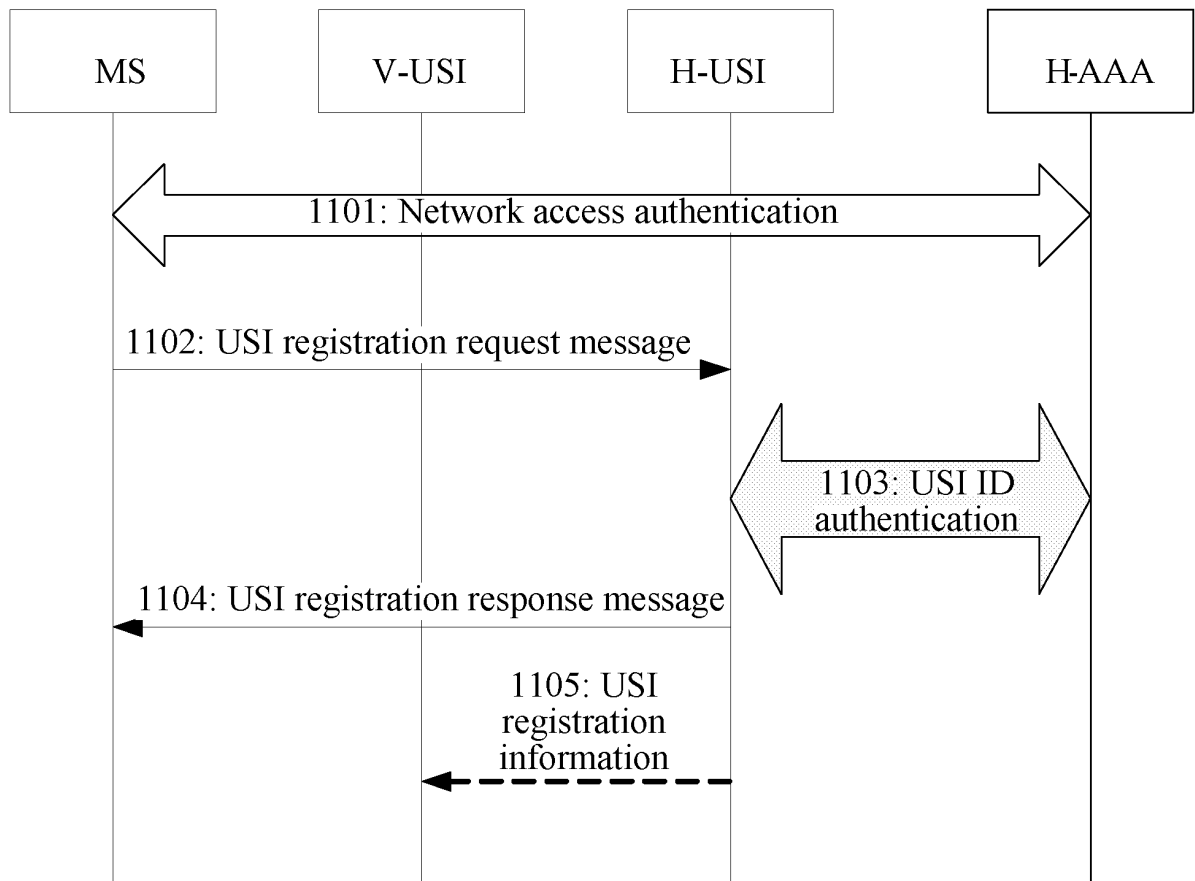 MS
V-USI
H-USI
H-AAA
1101: Network access authentication
1102: USI registration request message
1103: USI ID
authentication
1104: USI registration response message
1105: USI
registration
information